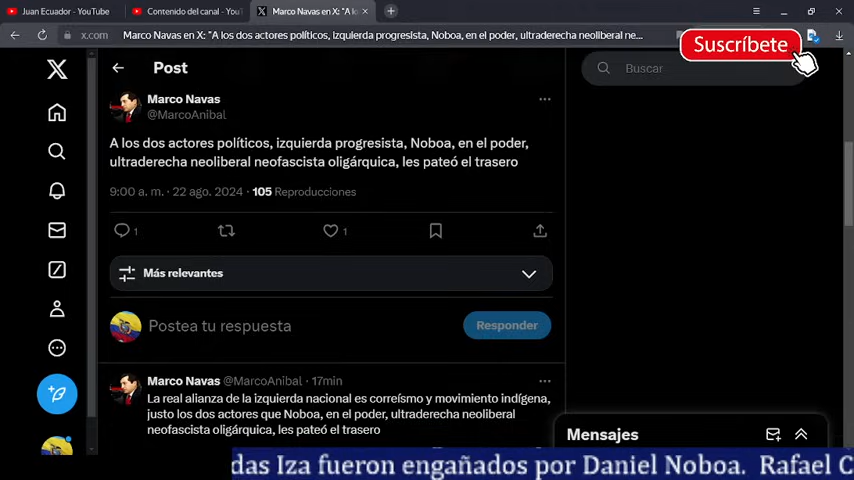 Juan Ecuador - YouTube
Contenido del canal - You
Marco Navas en X: "A los d
x.com
Marco Navas en X: "A los dos actores políticos, izquierda progresista, Noboa, en el poder, ultraderecha neoliberal ne...
Suscríbete
Post
Buscar
Marco Navas
@MarcoAnibal
A los dos actores políticos, izquierda progresista, Noboa, en el poder,
ultraderecha neoliberal neofascista oligárquica, les pateó el trasero
9:00 a. m. · 22 ago. 2024 · 105 Reproducciones
1
1
Más relevantes
Postea tu respuesta
Responder
Marco Navas @MarcoAnibal · 17min
La real alianza de la izquierda nacional es correísmo y movimiento indígena,
justo los dos actores que Noboa, en el poder, ultraderecha neoliberal
neofascista oligárquica, les pateó el trasero
Mensajes
das Iza fueron engañados por Daniel Noboa. Rafael C